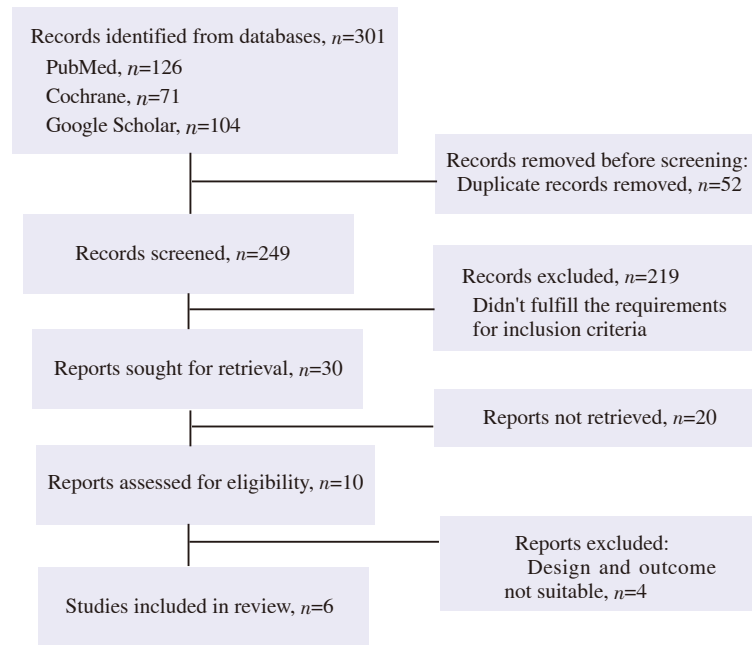 Records identified from databases, n=301
PubMed, n=126
Cochrane, n=71
Google Scholar, n=104
Records removed before screening:
Duplicate records removed, n=52
Records screened, n=249
Records excluded, n=219
Didn't fulfill the requirements
for inclusion criteria
Reports sought for retrieval, n=30
Reports not retrieved, n=20
Reports assessed for eligibility, n=10
Reports excluded:
Design and outcome
not suitable, n=4
Studies included in review, n=6